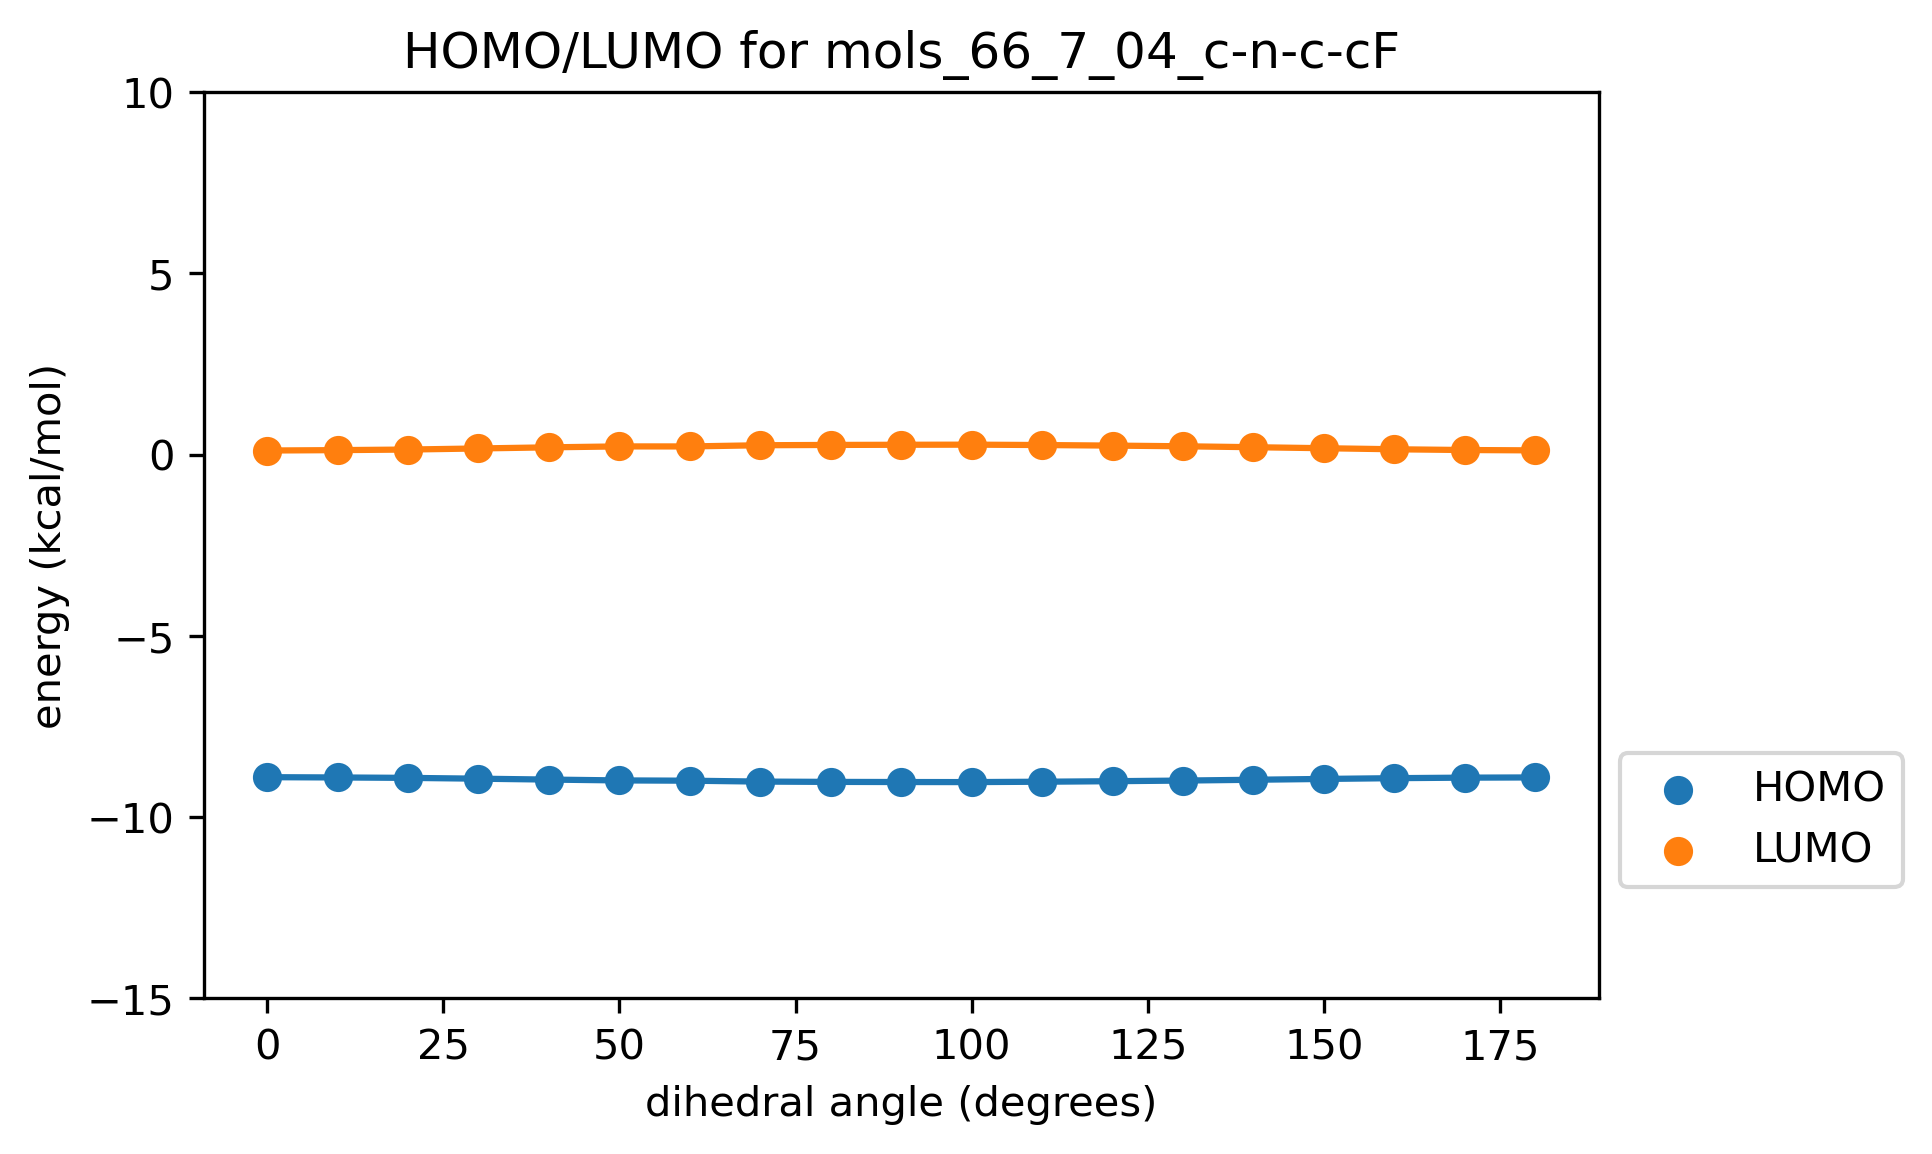 HOMO/LUMO for mols_66_7_04_c-n-c-cF
10
5
0
−5
−10
−15
energy (kcal/mol)
0 25 50 75 100 125 150 175
dihedral angle (degrees)
HOMO
LUMO